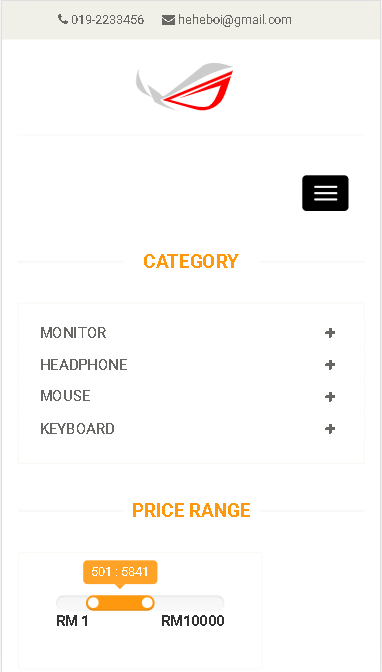 019-2233456 heheboi@gmail.com
CATEGORY
MONITOR
HEADPHONE
MOUSE
KEYBOARD
PRICE RANGE
501 : 5841
RM 1 RM10000